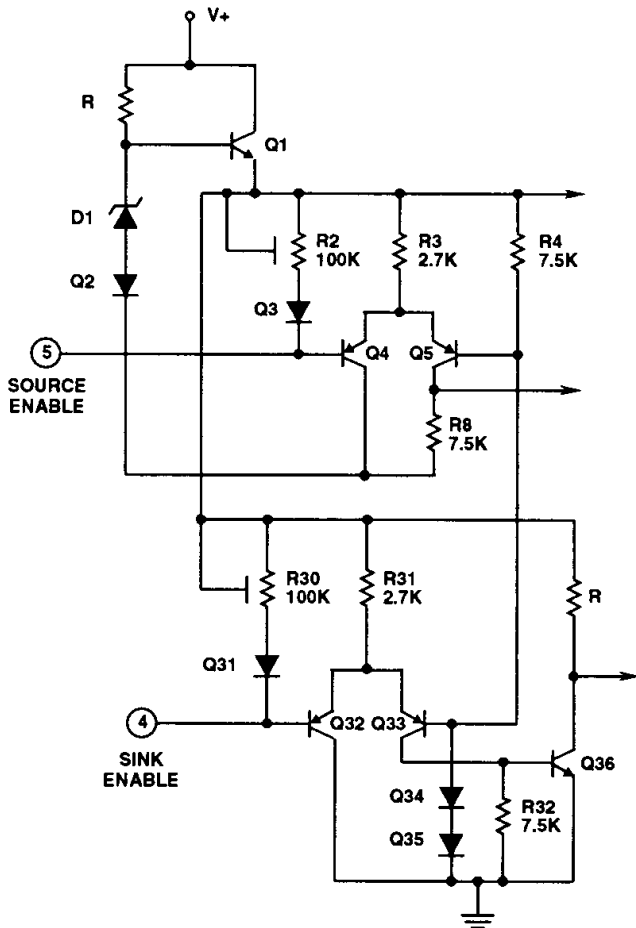 V+
R
Q1
D1
R2
100K
R3
2.7K
R4
7.5K
Q2
Q3
5
Q4
Q5
SOURCE
ENABLE
R8
7.5K
R30
100K
R31
2.7K
R
Q31
4
Q32
Q33
SINK
ENABLE
Q36
Q34
R32
7.5K
Q35